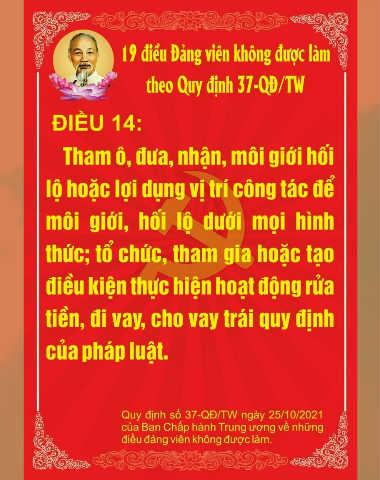 19 điều Đảng viên không được làm
theo Quy định 37-QĐ/TW
ĐIỀU 14:
Tham ô, đưa, nhận, môi giới hối
lộ hoặc lợi dụng vị trí công tác để
môi giới, hối lộ dưới mọi hình
thức; tổ chức, tham gia hoặc tạo
điều kiện thực hiện hoạt động rửa
tiền, đi vay, cho vay trái quy định
của pháp luật.
Quy định số 37-QĐ/TW ngày 25/10/2021
của Ban Chấp hành Trung ương về những
điều đảng viên không được làm.